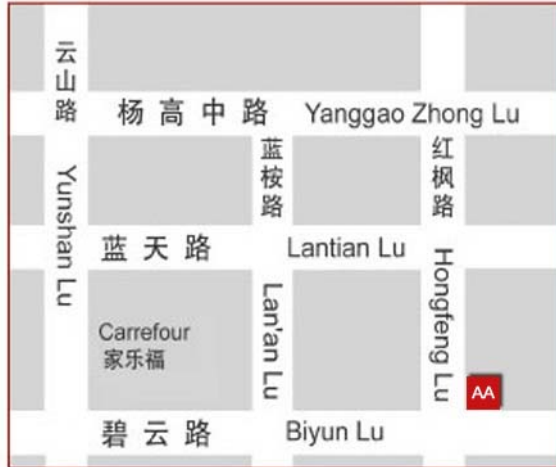 云山路
杨高中路 Yanggao Zhong Lu
蓝桉路
红枫路
Yunshan Lu
蓝天路 Lantian Lu
Lan'an Lu
Hongfeng Lu
Carrefour
家乐福
AA
碧云路 Biyun Lu